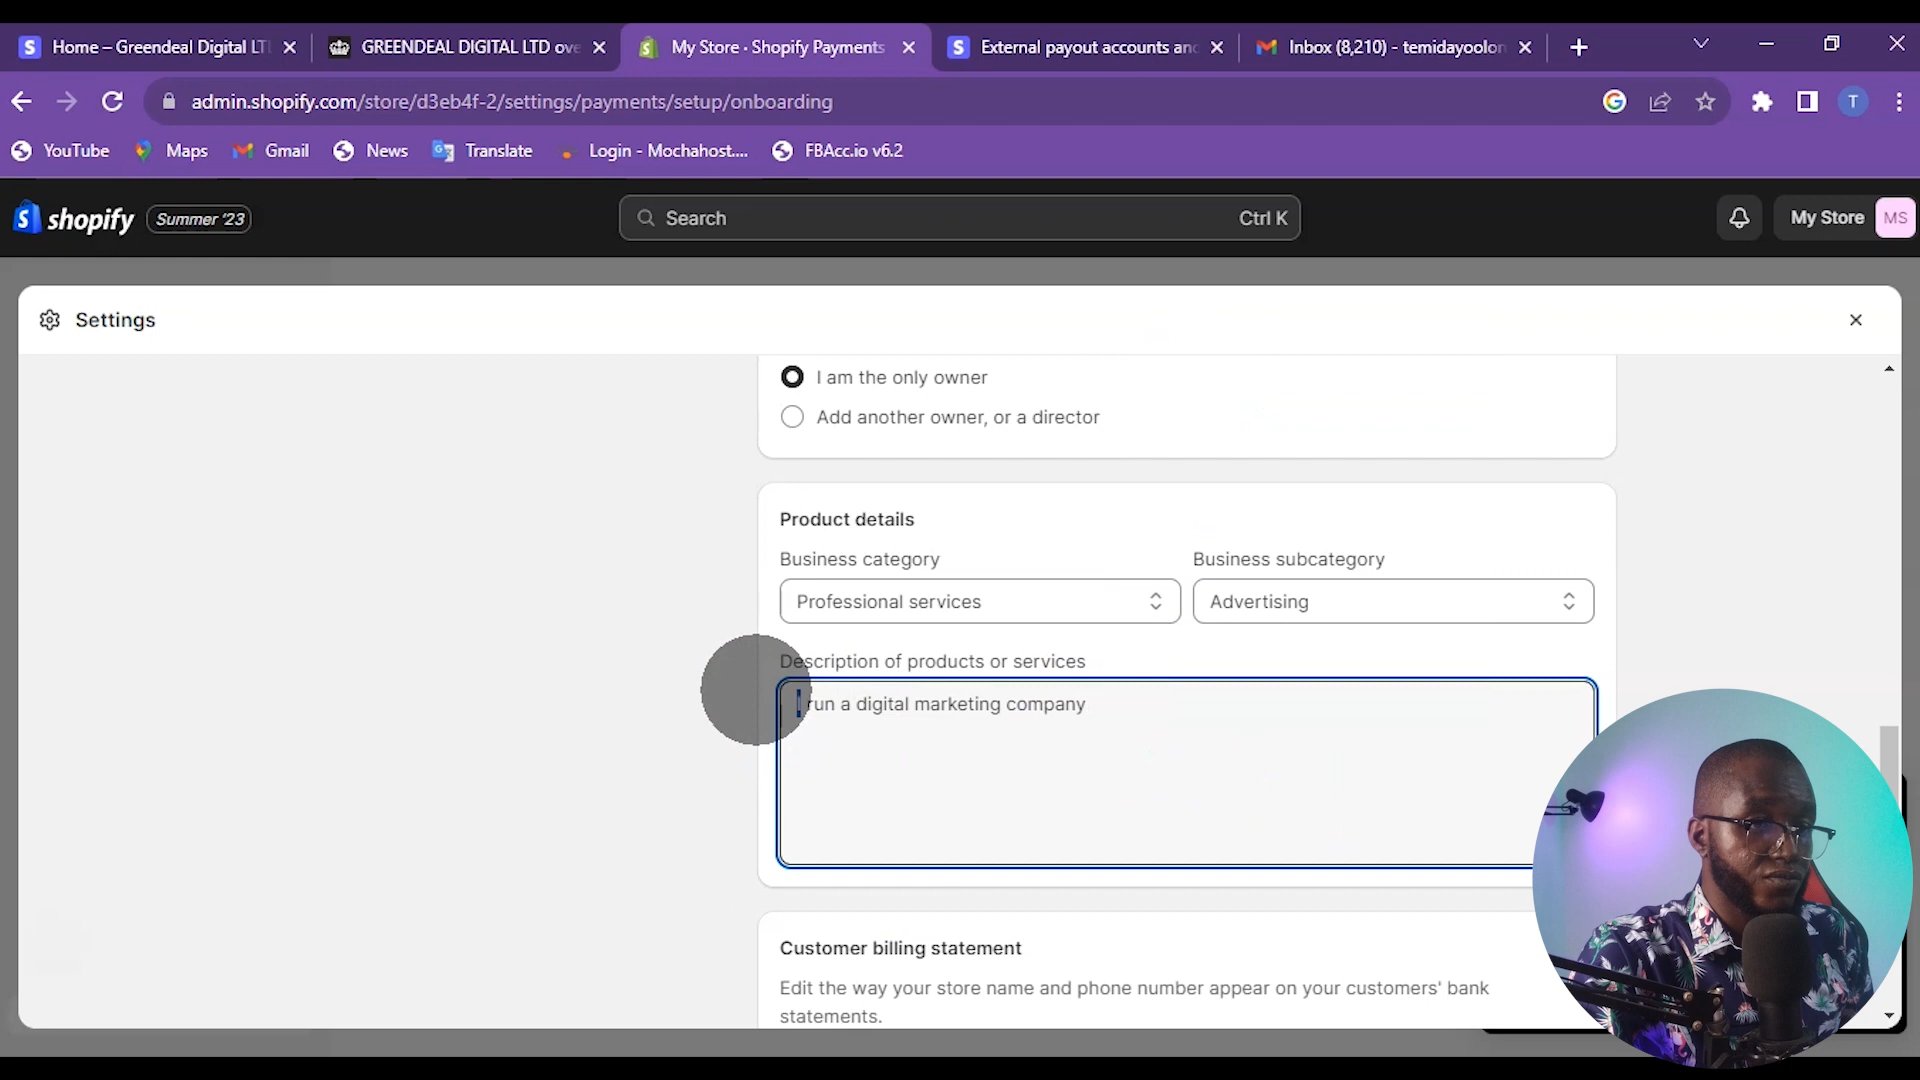 Home – Greendeal Digital LT
GREENDEAL DIGITAL LTD ove
My Store · Shopify Payments
External payout accounts anc
Inbox (8,210) - temidayoolor
admin.shopify.com/store/d3eb4f-2/settings/payments/setup/onboarding
T
YouTube
Maps
Gmail
News
Translate
Login - Mochahost....
FBAcc.io v6.2
shopify
Summer '23
Search
Ctrl K
My Store
MS
Settings
I am the only owner
Add another owner, or a director
Product details
Business category
Business subcategory
Professional services
Advertising
Description of products or services
I run a digital marketing company
Customer billing statement
Edit the way your store name and phone number appear on your customers' bank
statements.